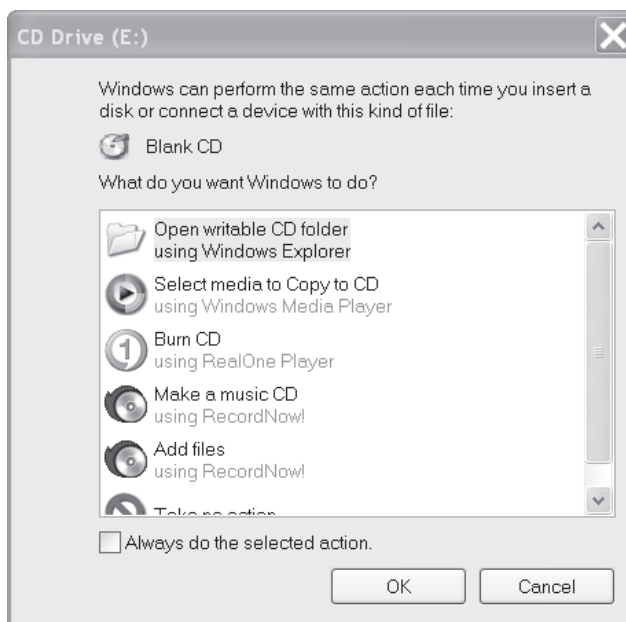 CD Drive (E:)
Windows can perform the same action each time you insert a
disk or connect a device with this kind of file:
Blank CD
What do you want Windows to do?
Open writable CD folder
using Windows Explorer
Select media to Copy to CD
using Windows Media Player
Burn CD
using RealOne Player
Make a music CD
using RecordNow!
Add files
using RecordNow!
Take no action
Always do the selected action.
OK
Cancel